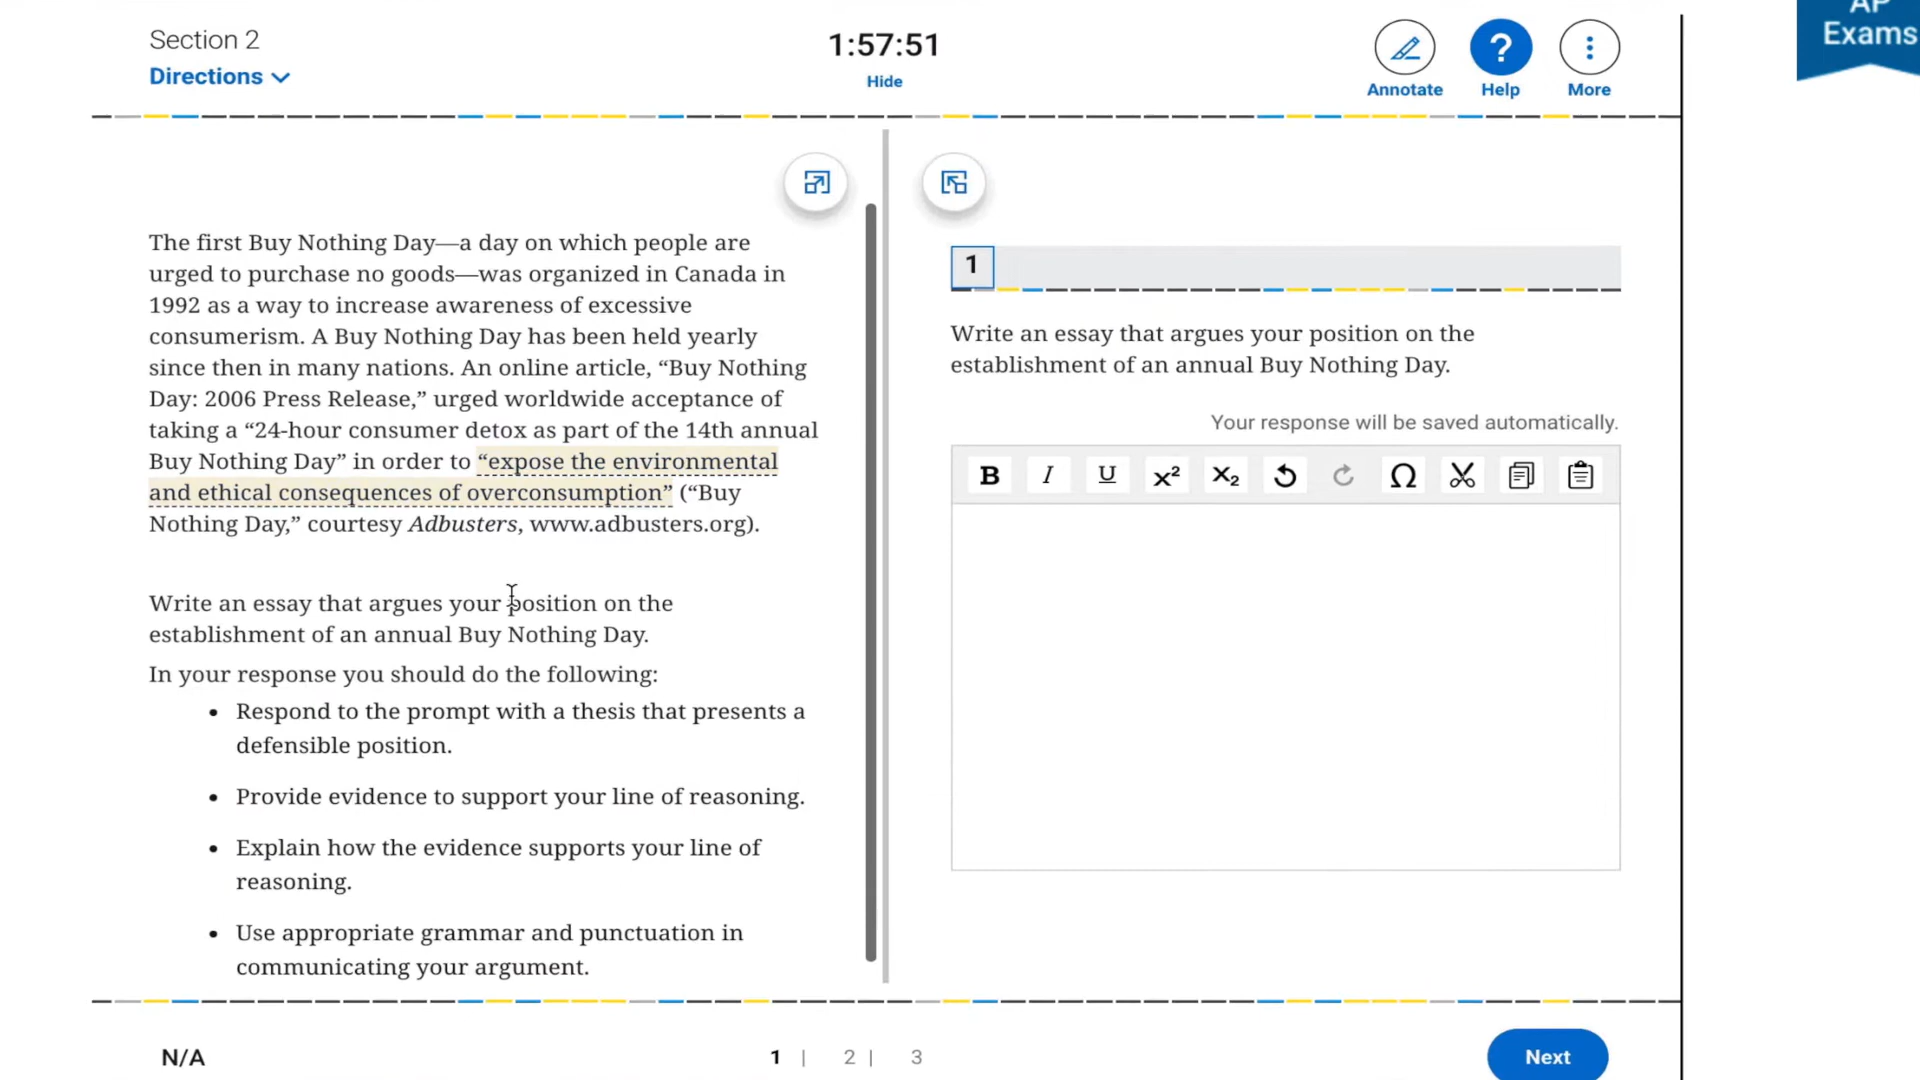 AP
Exams
Section 2
Directions
1:57:51
Hide
Annotate
Help
More
The first Buy Nothing Day—a day on which people are
urged to purchase no goods—was organized in Canada in
1992 as a way to increase awareness of excessive
consumerism. A Buy Nothing Day has been held yearly
since then in many nations. An online article, “Buy Nothing
Day: 2006 Press Release,” urged worldwide acceptance of
taking a “24-hour consumer detox as part of the 14th annual
Buy Nothing Day” in order to “expose the environmental
and ethical consequences of overconsumption” (“Buy
Nothing Day,” courtesy Adbusters, www.adbusters.org).
Write an essay that argues your position on the
establishment of an annual Buy Nothing Day.
In your response you should do the following:
• Respond to the prompt with a thesis that presents a
defensible position.
• Provide evidence to support your line of reasoning.
• Explain how the evidence supports your line of
reasoning.
• Use appropriate grammar and punctuation in
communicating your argument.
1
Write an essay that argues your position on the
establishment of an annual Buy Nothing Day.
Your response will be saved automatically.
B I U x² X₂ Ω
N/A
1 | 2 | 3
Next